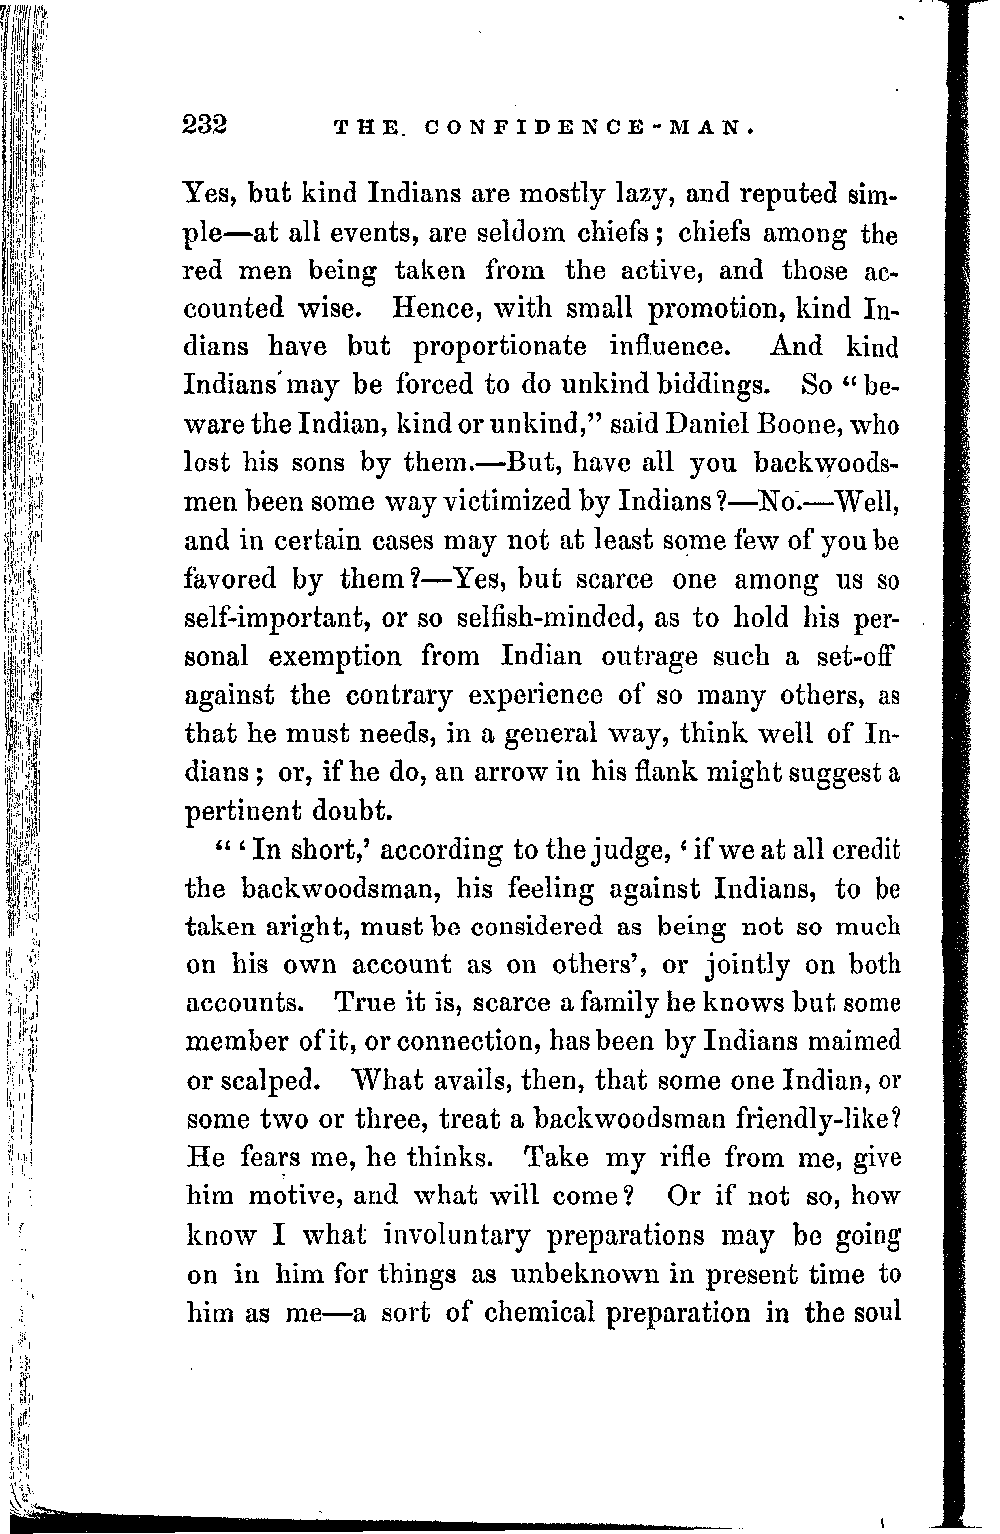 232 THE CONFIDENCE-MAN.
Yes, but kind Indians are mostly lazy, and reputed sim-
ple—at all events, are seldom chiefs; chiefs among the
red men being taken from the active, and those ac-
counted wise. Hence, with small promotion, kind In-
dians have but proportionate influence. And kind
Indians may be forced to do unkind biddings. So “be-
ware the Indian, kind or unkind,” said Daniel Boone, who
lost his sons by them.—But, have all you backwoods-
men been some way victimized by Indians?—No.—Well,
and in certain cases may not at least some few of you be
favored by them?—Yes, but scarce one among us so
self-important, or so selfish-minded, as to hold his per-
sonal exemption from Indian outrage such a set-off
against the contrary experience of so many others, as
that he must needs, in a general way, think well of In-
dians; or, if he do, an arrow in his flank might suggest a
pertinent doubt.
“‘In short,’ according to the judge, ‘if we at all credit
the backwoodsman, his feeling against Indians, to be
taken aright, must be considered as being not so much
on his own account as on others’, or jointly on both
accounts. True it is, scarce a family he knows but some
member of it, or connection, has been by Indians maimed
or scalped. What avails, then, that some one Indian, or
some two or three, treat a backwoodsman friendly-like?
He fears me, he thinks. Take my rifle from me, give
him motive, and what will come? Or if not so, how
know I what involuntary preparations may be going
on in him for things as unbeknown in present time to
him as me—a sort of chemical preparation in the soul